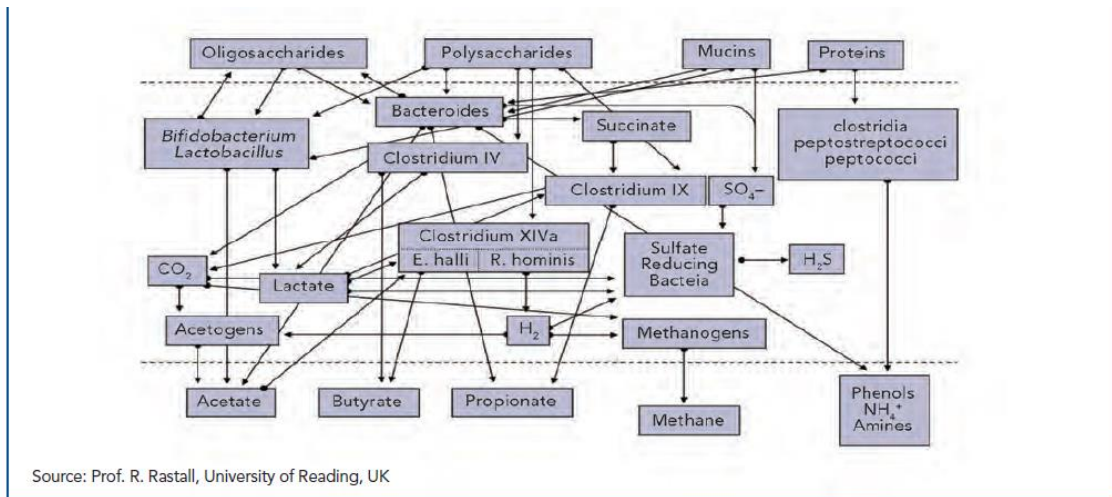 Oligosaccharides
Polysaccharides
Mucins
Proteins
Bacteroides
Bifidobacterium
Lactobacillus
Succinate
clostridia
peptostreptococci
peptococci
Clostridium IV
Clostridium IX
SO₄–
Clostridium XIVa
E. halli
R. hominis
CO₂
Lactate
Sulfate
Reducing
Bacteia
H₂S
Acetogens
H₂
Methanogens
Acetate
Butyrate
Propionate
Methane
Phenols
NH₄⁺
Amines
Source: Prof. R. Rastall, University of Reading, UK